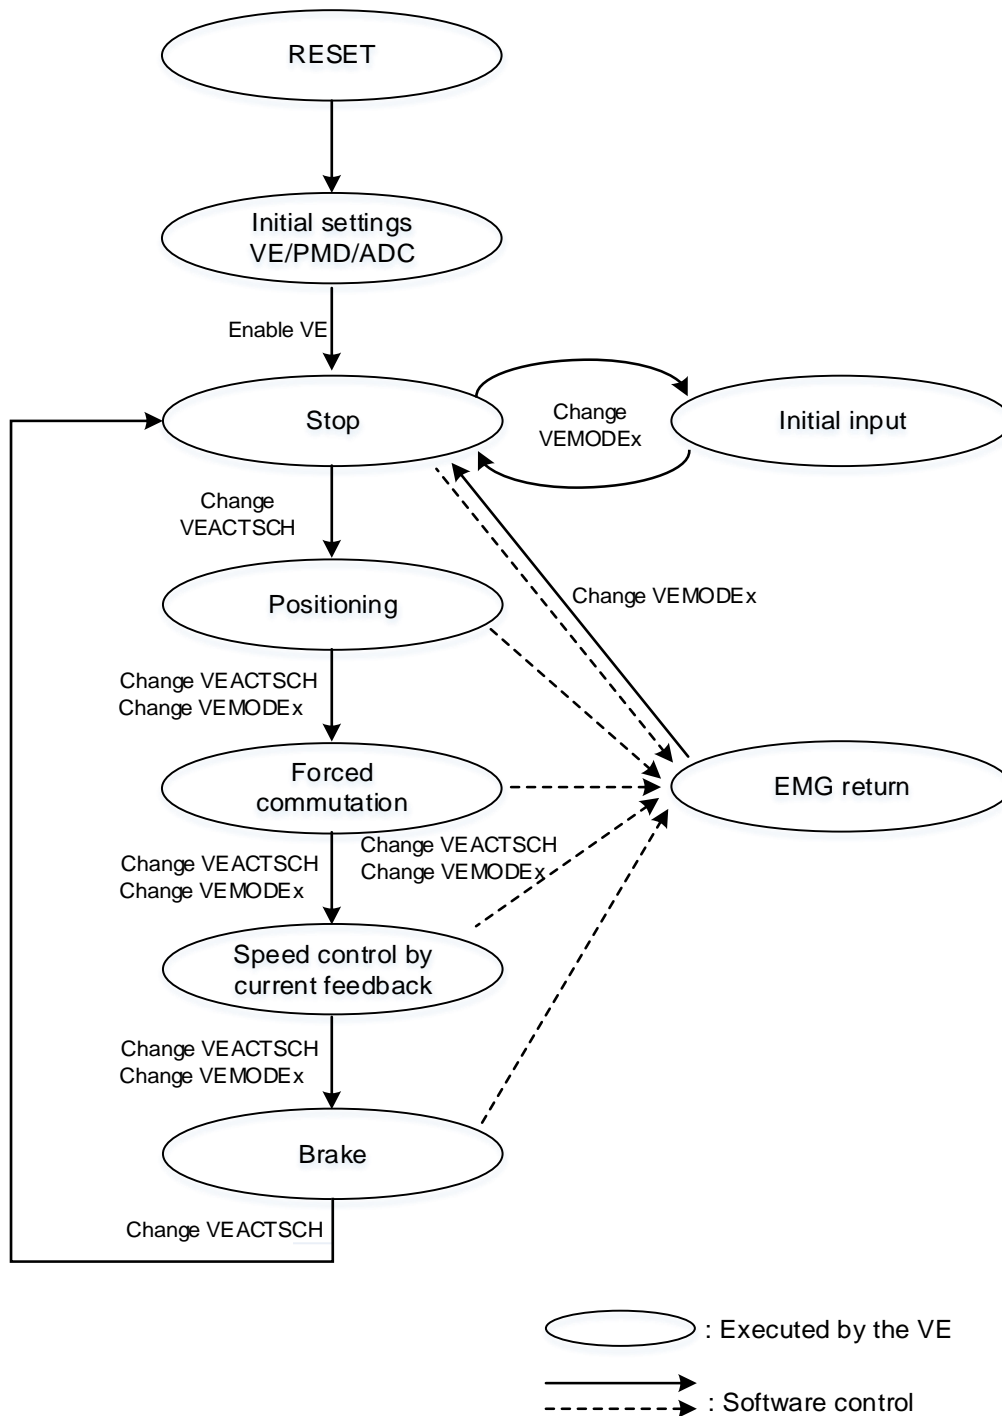 RESET
Initial settings
VE/PMD/ADC
Enable VE
Stop
Change
VEMODEx
Initial input
Change
VEACTSCH
Positioning
Change VEMODEx
Change VEACTSCH
Change VEMODEx
Forced
commutation
EMG return
Change VEACTSCH
Change VEMODEx
Change VEACTSCH
Change VEMODEx
Speed control by
current feedback
Change VEACTSCH
Change VEMODEx
Brake
Change VEACTSCH
: Executed by the VE
: Software control